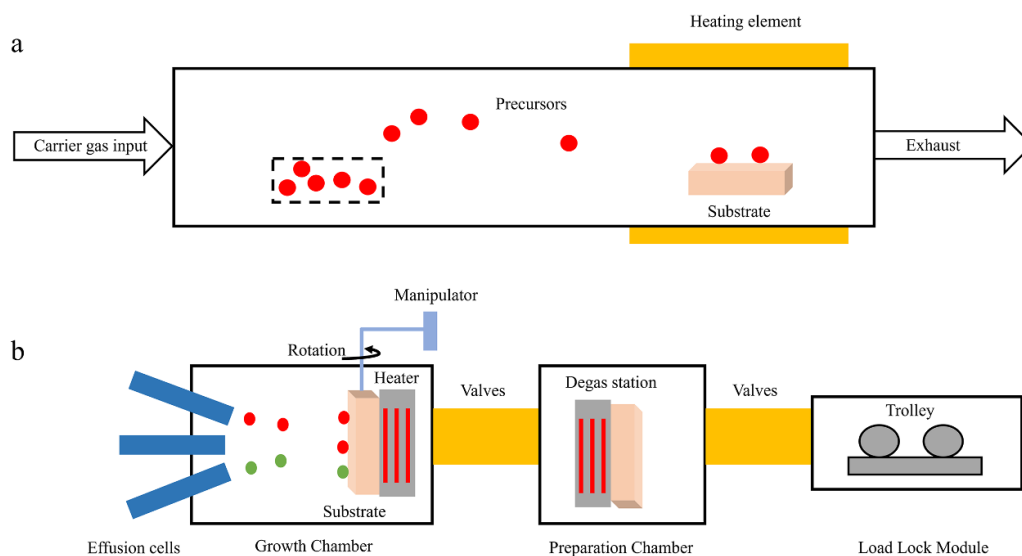 a
Heating element
Precursors
Carrier gas input
Exhaust
Substrate
Manipulator
b
Rotation
Heater
Valves
Degas station
Valves
Trolley
Substrate
Effusion cells
Growth Chamber
Preparation Chamber
Load Lock Module